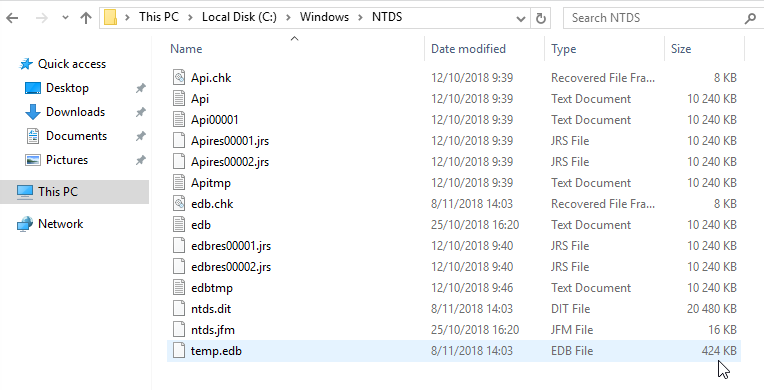 This PC > Local Disk (C:) > Windows > NTDS
Search NTDS
Name Date modified Type Size
Quick access
Desktop
Downloads
Documents
Pictures
This PC
Network
Api.chk 12/10/2018 9:39 Recovered File Fra... 8 KB
Api 12/10/2018 9:39 Text Document 10 240 KB
Api00001 12/10/2018 9:39 Text Document 10 240 KB
Apires00001.jrs 12/10/2018 9:39 JRS File 10 240 KB
Apires00002.jrs 12/10/2018 9:39 JRS File 10 240 KB
Apitmp 12/10/2018 9:39 Text Document 10 240 KB
edb.chk 8/11/2018 14:03 Recovered File Fra... 8 KB
edb 25/10/2018 16:20 Text Document 10 240 KB
edbres00001.jrs 12/10/2018 9:40 JRS File 10 240 KB
edbres00002.jrs 12/10/2018 9:40 JRS File 10 240 KB
edbtmp 12/10/2018 9:46 Text Document 10 240 KB
ntds.dit 8/11/2018 14:03 DIT File 20 480 KB
ntds.jfm 25/10/2018 16:20 JFM File 16 KB
temp.edb 8/11/2018 14:03 EDB File 424 KB